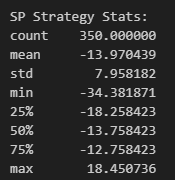 SP Strategy Stats:
count 350.000000
mean -13.970439
std 7.958182
min -34.381871
25% -18.258423
50% -13.758423
75% -12.758423
max 18.450736